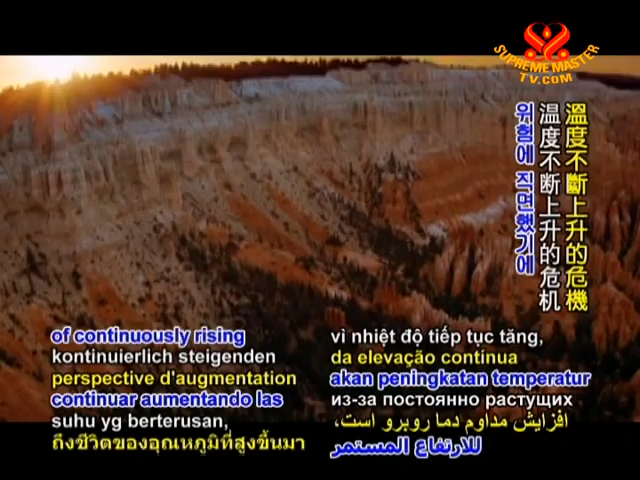 SUPREME MASTER
TV.COM
溫度不斷上升的危機
温度不断上升的危机
위험에 직면했기에
of continuously rising
kontinuierlich steigenden
perspective d'augmentation
continuar aumentando las
suhu yg berterusan,
ถึงชีวิตของอุณหภูมิที่สูงขึ้นมา
vì nhiệt độ tiếp tục tăng,
da elevação contínua
akan peningkatan temperatur
из-за постоянно растущих
افزایش مداوم دما روبرو است،
للارتفاع المستمر